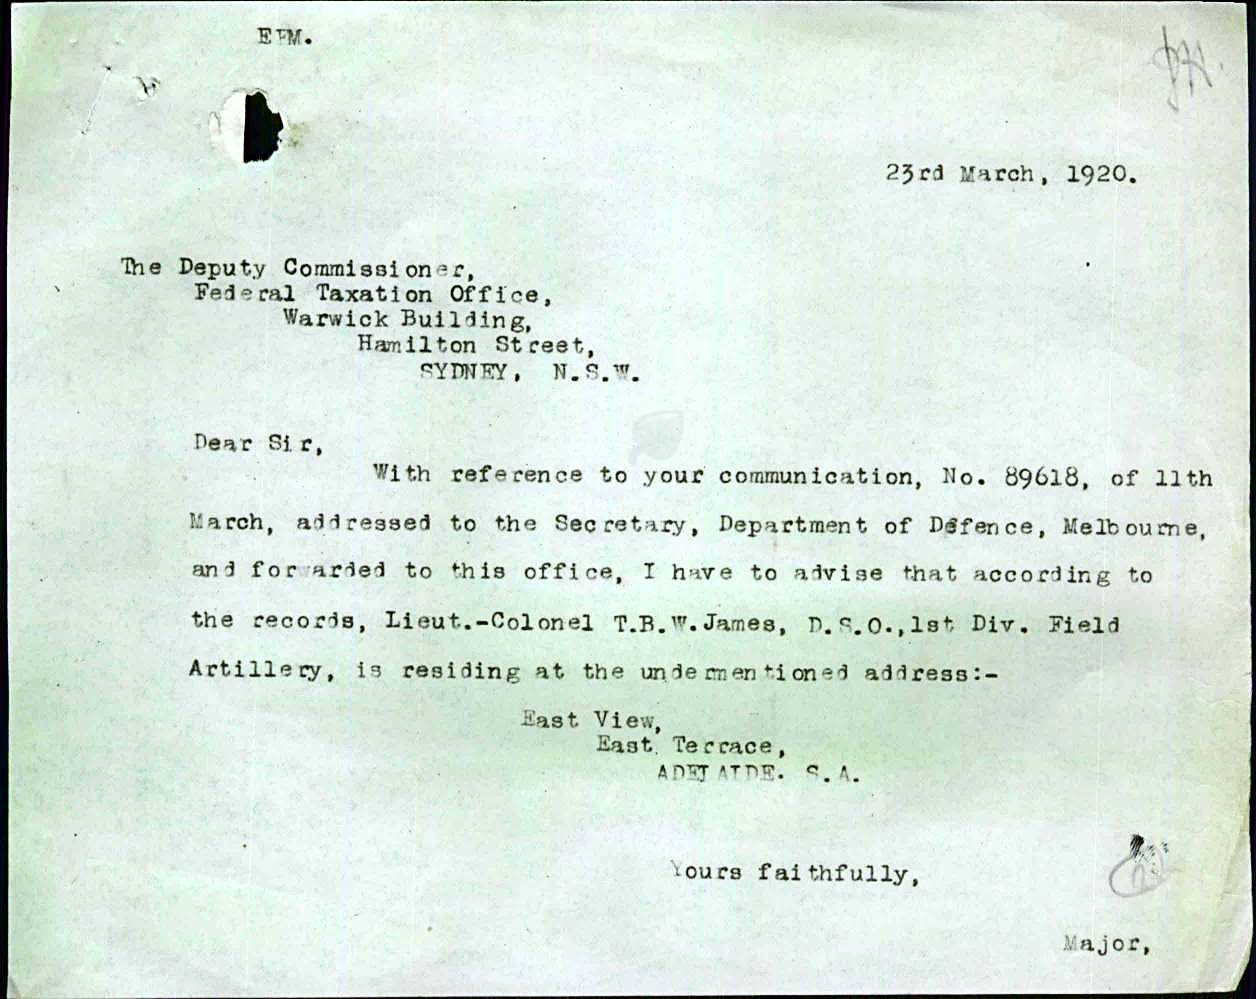 EFM.
23rd March, 1920.
The Deputy Commissioner,
Federal Taxation Office,
Warwick Building,
Hamilton Street,
SYDNEY, N.S.W.
Dear Sir,
With reference to your communication, No. 89618, of 11th
March, addressed to the Secretary, Department of Defence, Melbourne,
and forwarded to this office, I have to advise that according to
the records, Lieut.-Colonel T.B.W.James, D.S.O.,1st Div. Field
Artillery, is residing at the undermentioned address:-
East View,
East Terrace,
ADELAIDE. S.A.
Yours faithfully,
Major,